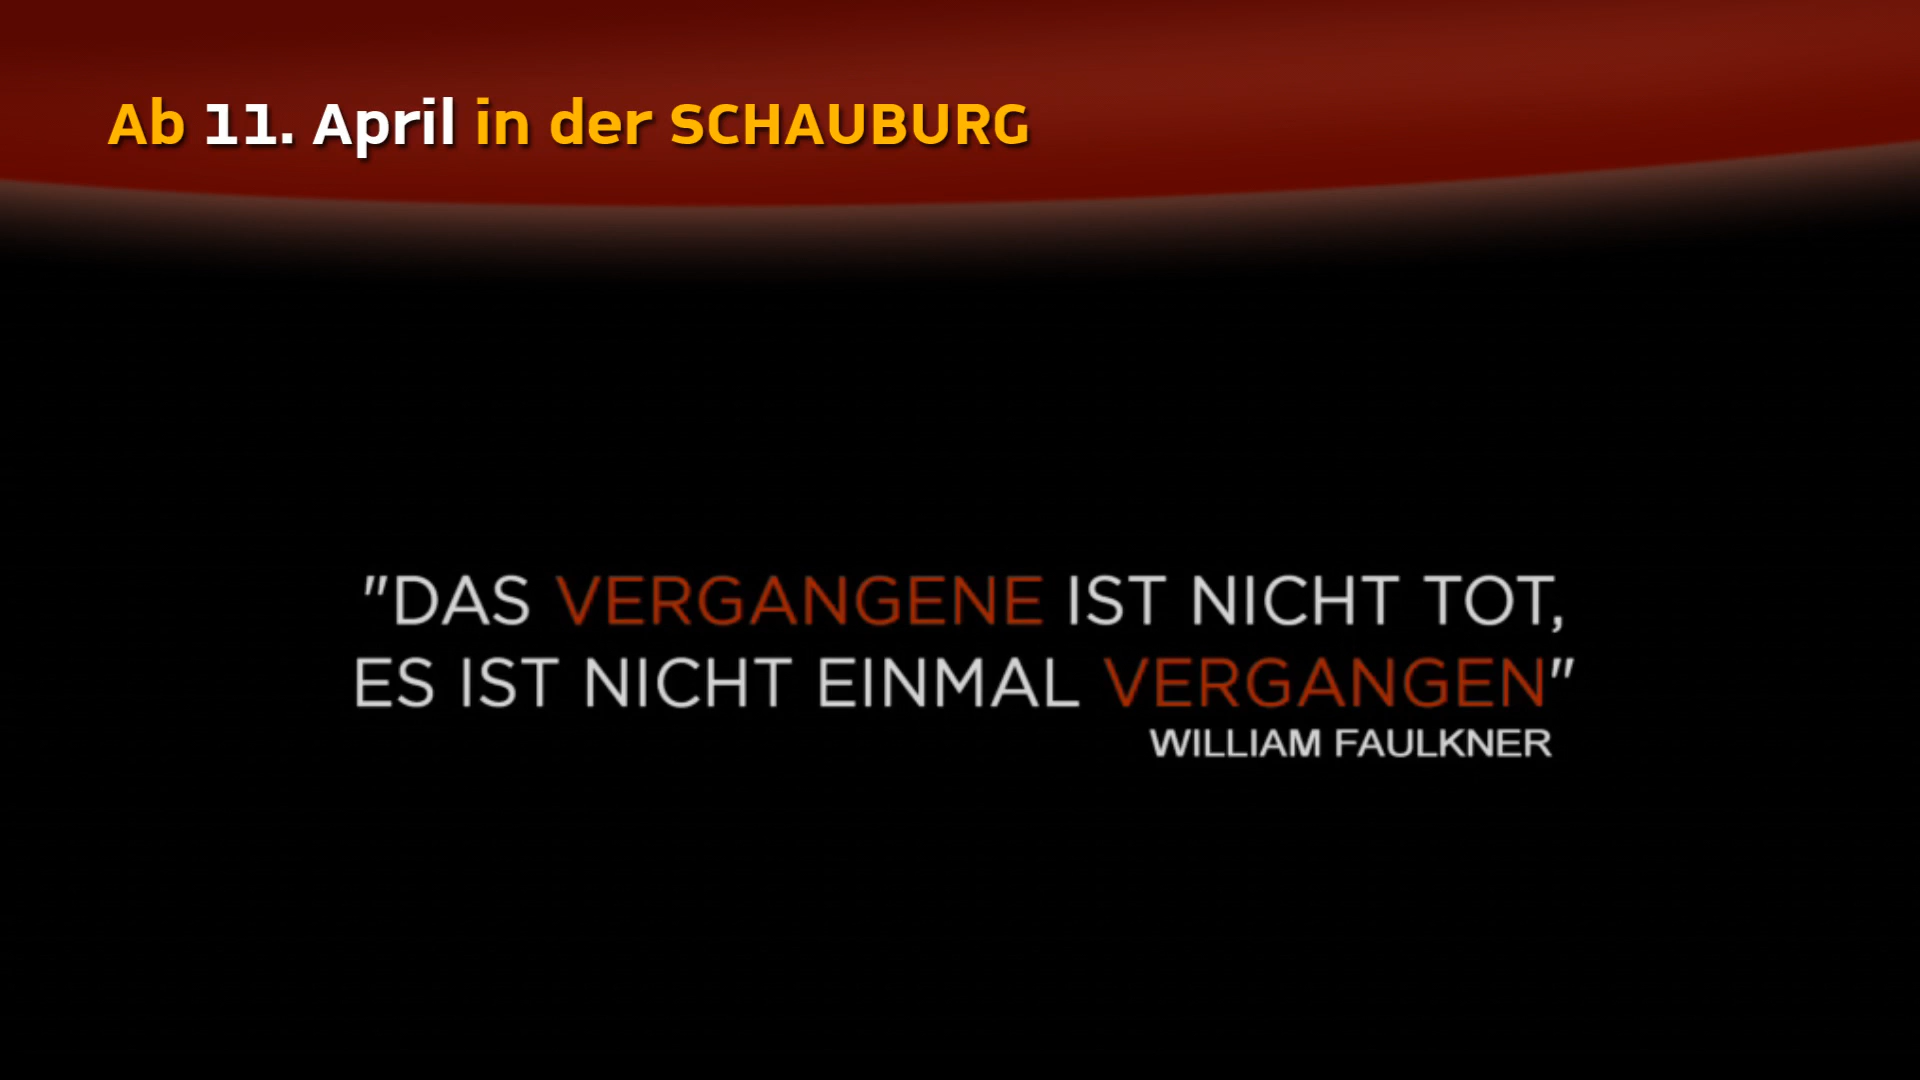 Ab 11. April in der SCHAUBURG
"DAS VERGANGENE IST NICHT TOT,
ES IST NICHT EINMAL VERGANGEN"
WILLIAM FAULKNER